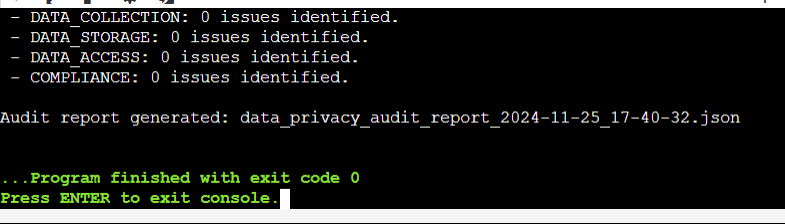 - DATA_COLLECTION: 0 issues identified.
- DATA_STORAGE: 0 issues identified.
- DATA_ACCESS: 0 issues identified.
- COMPLIANCE: 0 issues identified.
Audit report generated: data_privacy_audit_report_2024-11-25_17-40-32.json
...Program finished with exit code 0
Press ENTER to exit console.